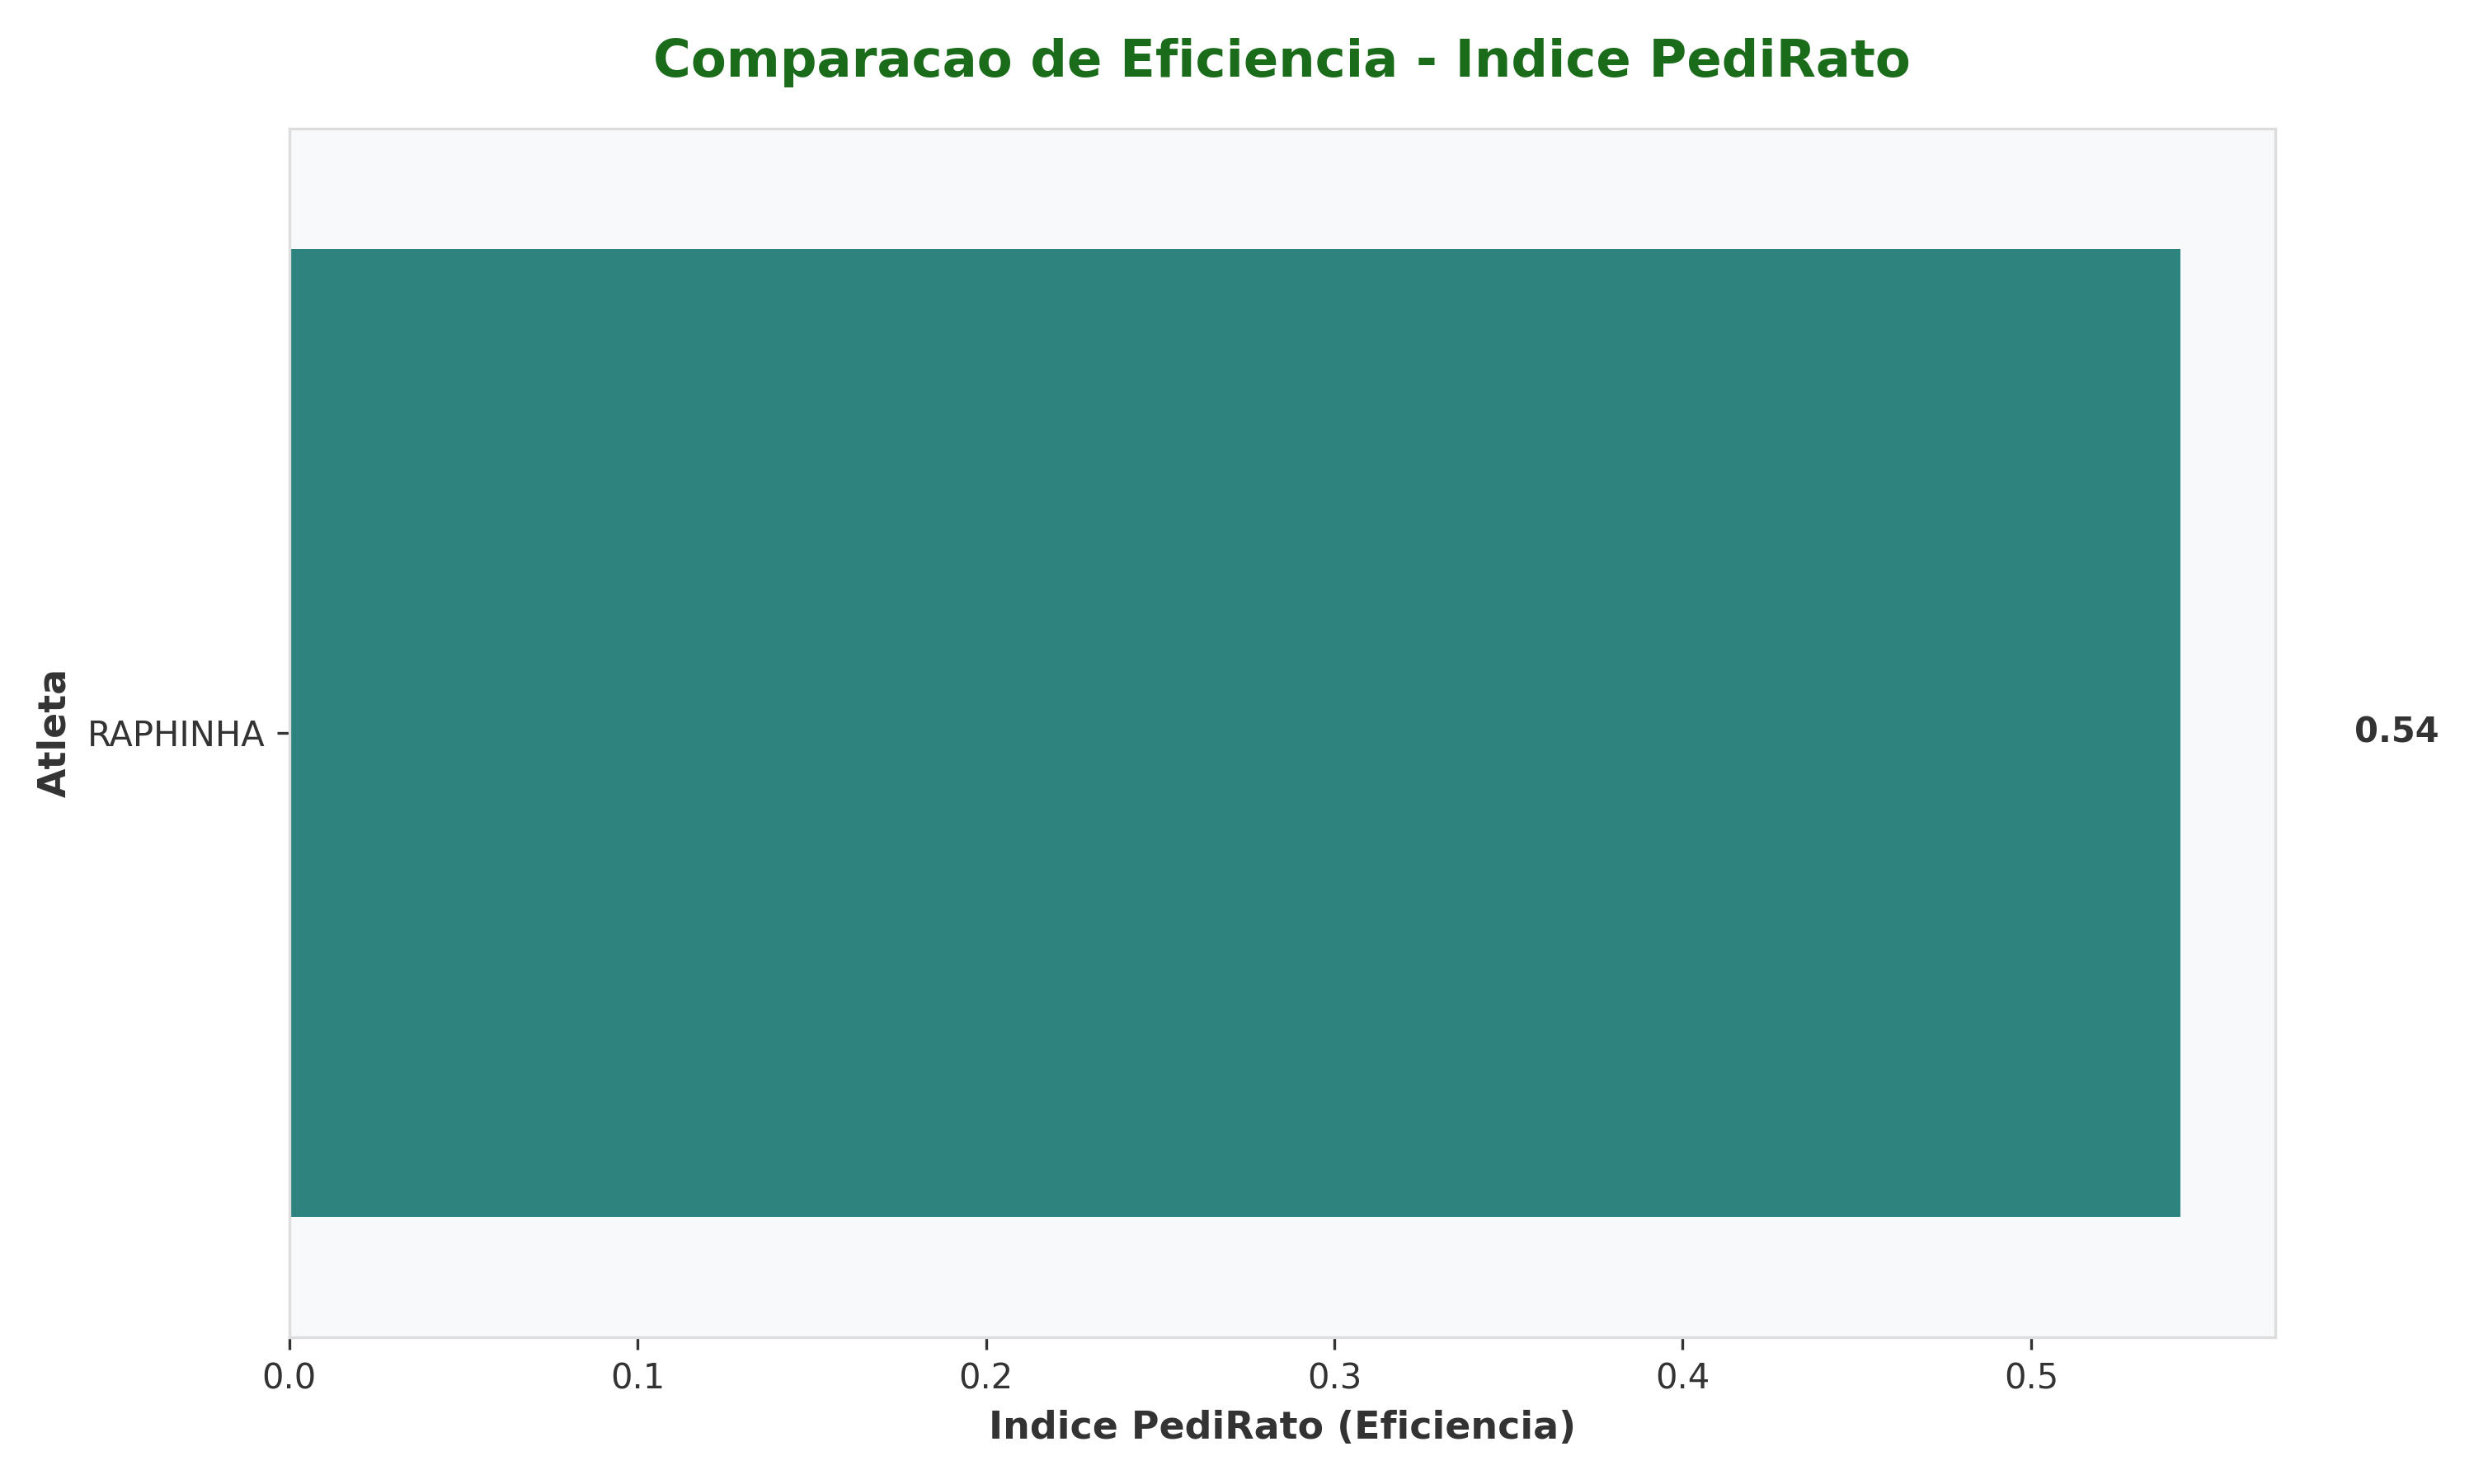 Comparacao de Eficiencia - Indice PediRato
Atleta
RAPHINHA
0.54
0.0 0.1 0.2 0.3 0.4 0.5
Indice PediRato (Eficiencia)